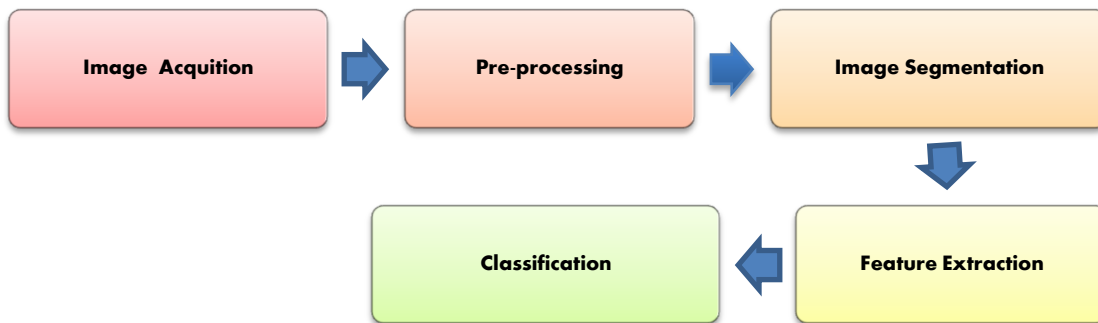 Image Acquition
Pre-processing
Image Segmentation
Feature Extraction
Classification